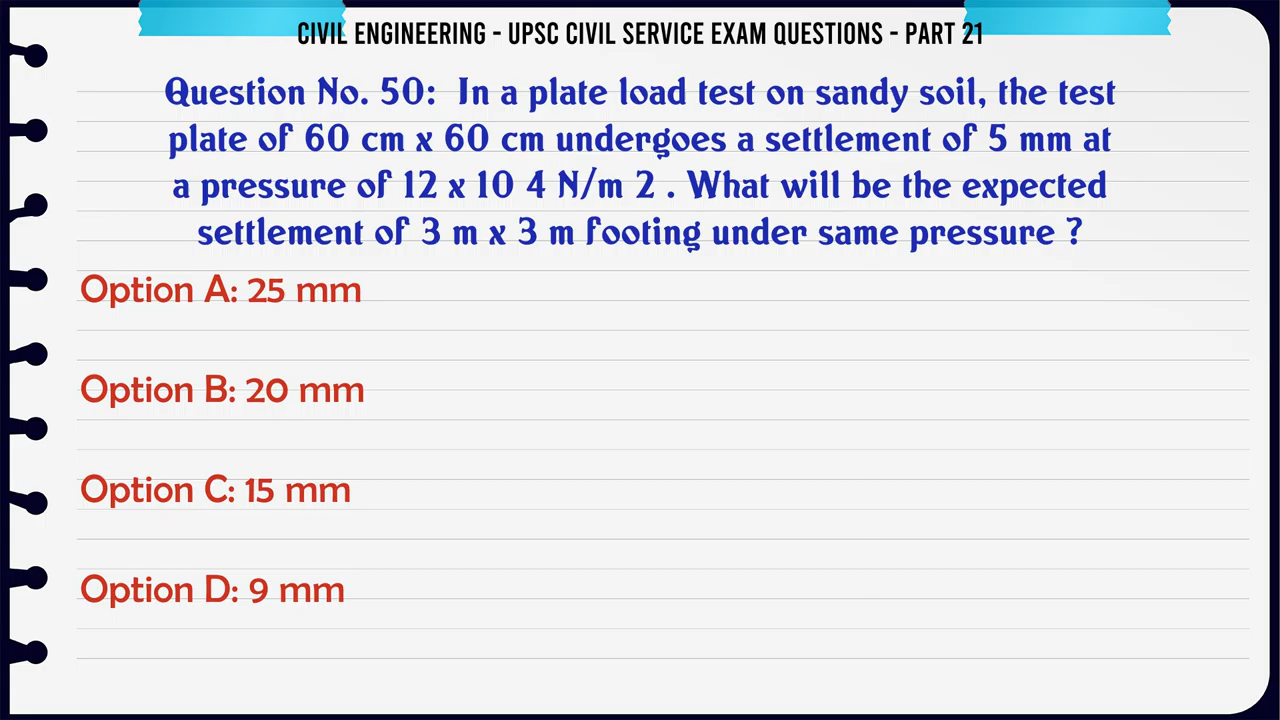 CIVIL ENGINEERING - UPSC CIVIL SERVICE EXAM QUESTIONS - PART 21
Question No. 50: In a plate load test on sandy soil, the test
plate of 60 cm x 60 cm undergoes a settlement of 5 mm at
a pressure of 12 x 10 4 N/m 2 . What will be the expected
settlement of 3 m x 3 m footing under same pressure ?
Option A: 25 mm
Option B: 20 mm
Option C: 15 mm
Option D: 9 mm